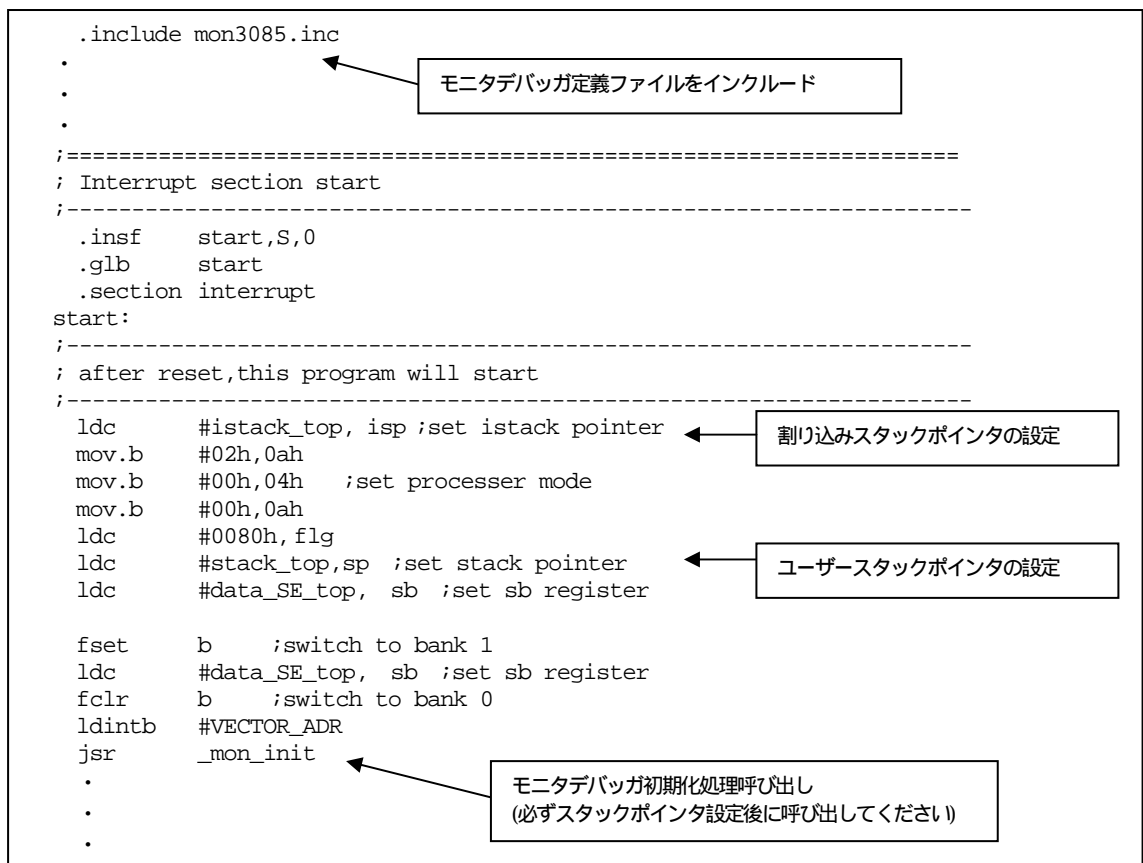 .include mon3085.inc
.
モニタデバッガ定義ファイルをインクルード
.
.
;====================================================================
; Interrupt section start
;---------------------------------------------------------------------
.insf start,S,0
.glb start
.section interrupt
start:
;---------------------------------------------------------------------
; after reset,this program will start
;---------------------------------------------------------------------
ldc #istack_top, isp ;set istack pointer
割り込みスタックポインタの設定
mov.b #02h,0ah
mov.b #00h,04h ;set processer mode
mov.b #00h,0ah
ldc #0080h,flg
ldc #stack_top,sp ;set stack pointer
ユーザースタックポインタの設定
ldc #data_SE_top, sb ;set sb register
fset b ;switch to bank 1
ldc #data_SE_top, sb ;set sb register
fclr b ;switch to bank 0
ldintb #VECTOR_ADR
jsr _mon_init
.
モニタデバッガ初期化処理呼び出し
(必ずスタックポインタ設定後に呼び出してください)
.
.